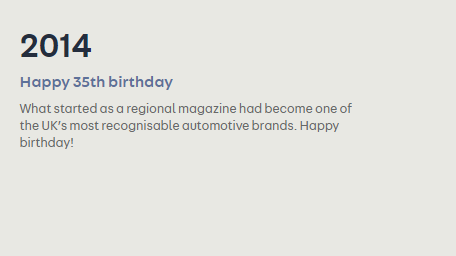 2014
Happy 35th birthday
What started as a regional magazine had become one of
the UK's most recognisable automotive brands. Happy
birthday!